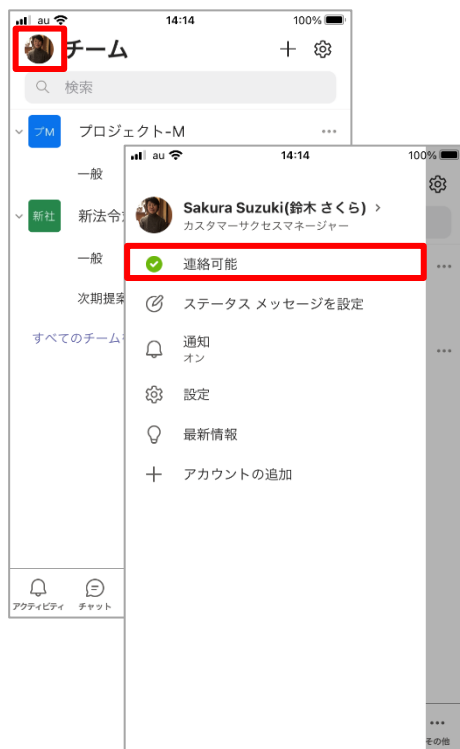 au 14:14 100%
チーム
検索
プM プロジェクト-M
一般
新社 新法令
一般
次期提案
すべてのチーム
アクティビティ チャット
au 14:14 100%
Sakura Suzuki(鈴木 さくら)
カスタマーサクセスマネージャー
連絡可能
ステータス メッセージを設定
通知
オン
設定
最新情報
アカウントの追加
その他